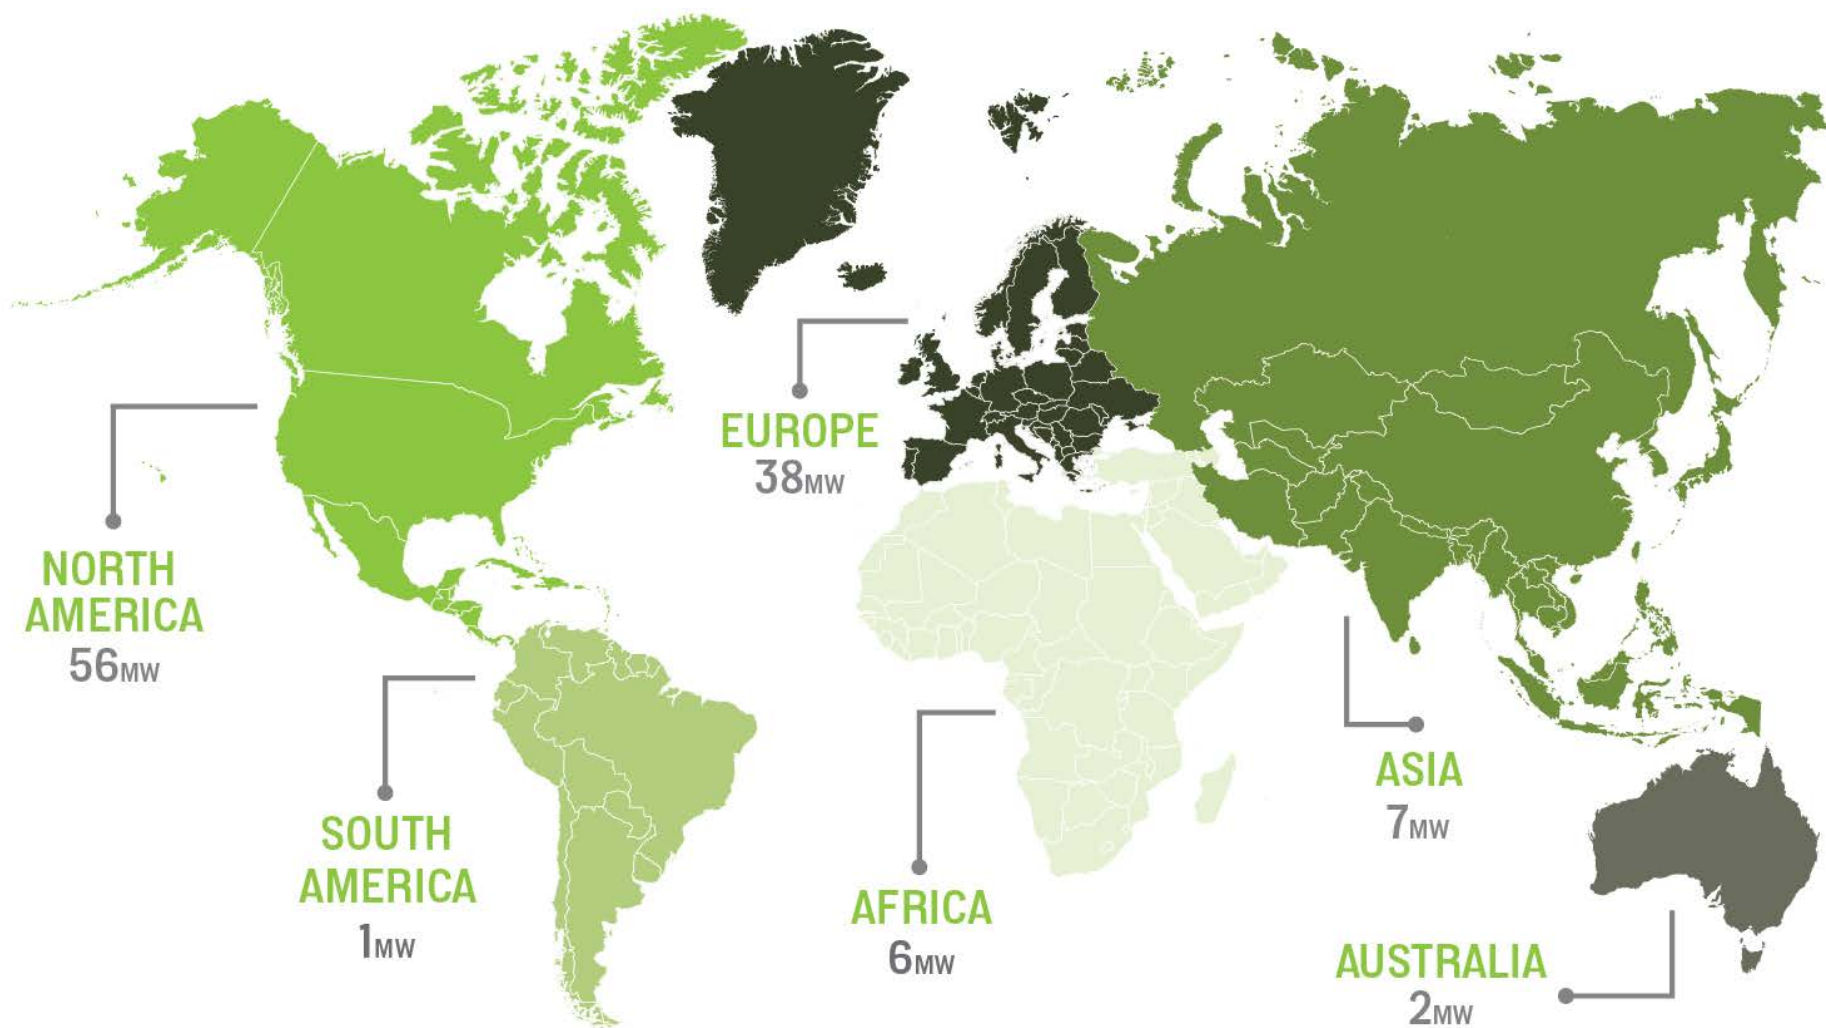 NORTH
AMERICA
56MW
SOUTH
AMERICA
1MW
EUROPE
38MW
AFRICA
6MW
ASIA
7MW
AUSTRALIA
2MW